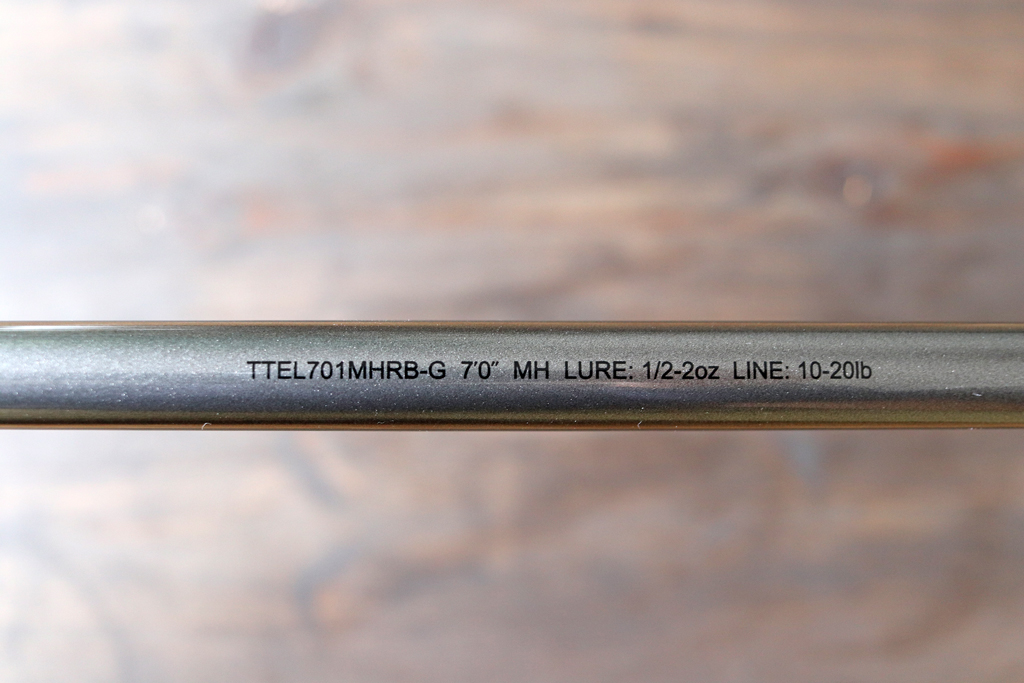 TTEL701MHRB-G 7'0" MH LURE: 1/2-2oz LINE: 10-20lb